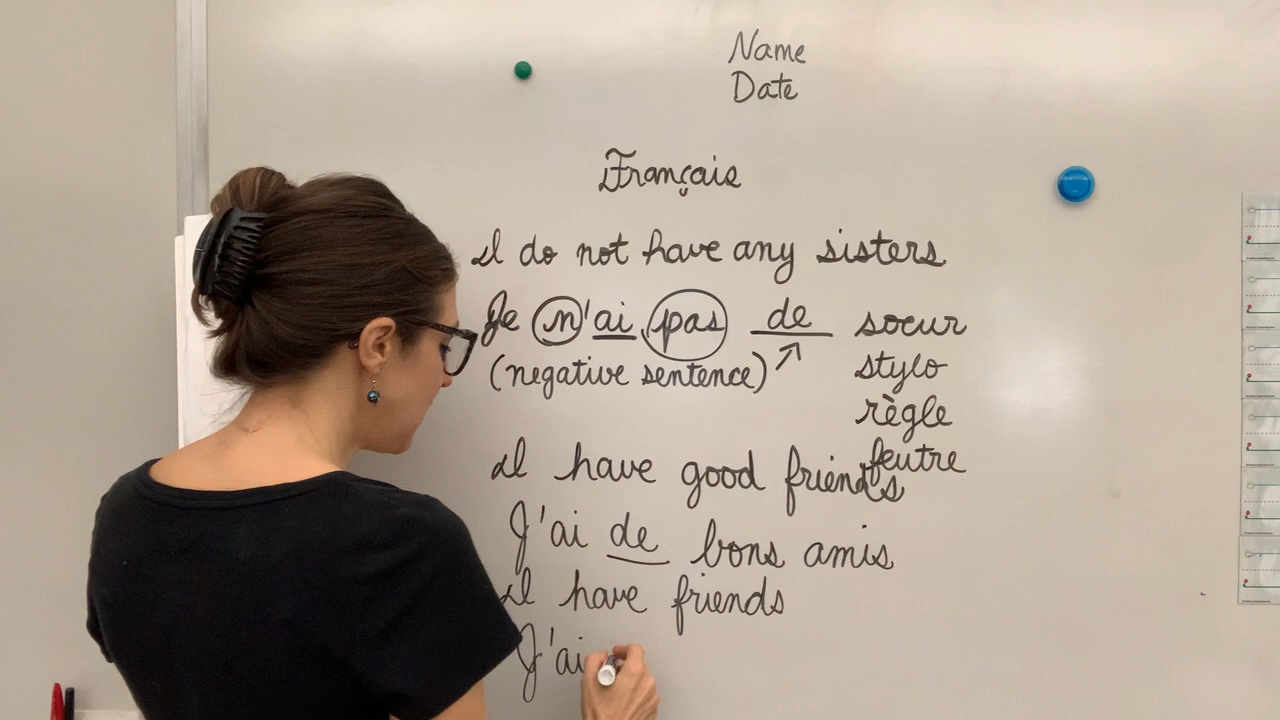 Name
Date
Français
I do not have any sisters
Je n'ai pas de soeur
(negative sentence) stylo
règle
feutre
I have good friends
J'ai de bons amis
I have friends
J'ai